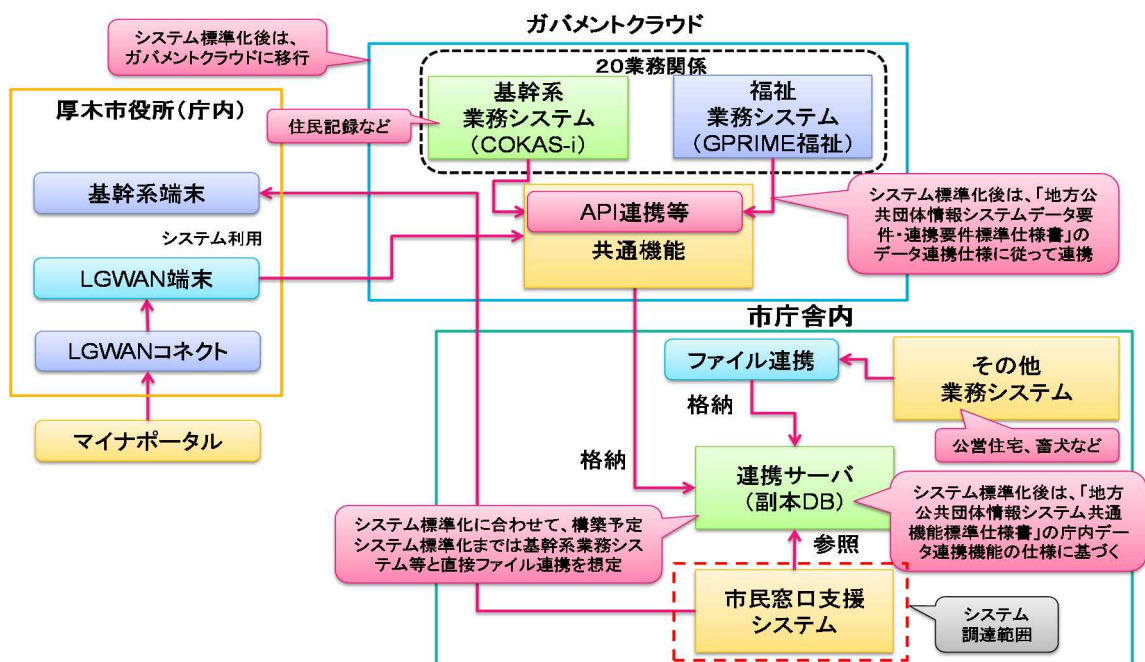 ガバメントクラウド
システム標準化後は、
ガバメントクラウドに移行
20業務関係
基幹系
業務システム
(COKAS-i)
福祉
業務システム
(GPRIME福祉)
住民記録など
厚木市役所(庁内)
基幹系端末
システム利用
LGWAN端末
LGWANコネクト
マイナポータル
API連携等
共通機能
システム標準化後は、「地方公
共団体情報システムデータ要
件・連携要件標準仕様書」の
データ連携仕様に従って連携
市庁舎内
ファイル連携
その他
業務システム
公営住宅、畜犬など
格納
格納
連携サーバ
(副本DB)
システム標準化後は、「地方
公共団体情報システム共通
機能標準仕様書」の庁内デー
タ連携機能の仕様に基づく
システム標準化に合わせて、構築予定
システム標準化までは基幹系業務シス
テム等と直接ファイル連携を想定
参照
市民窓口支援
システム
システム
調達範囲